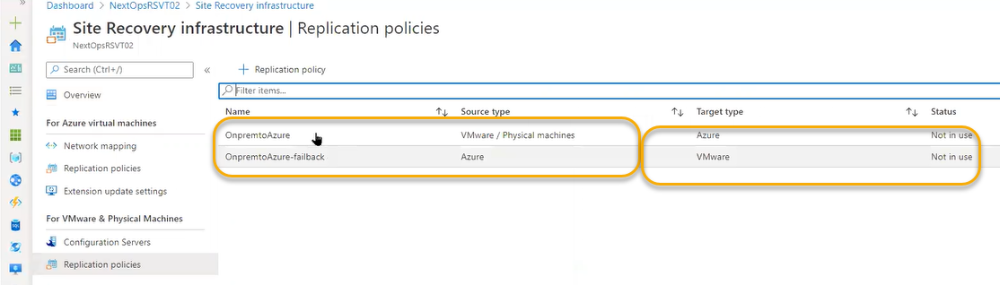 Dashboard > NextOpsRSVT02 > Site Recovery infrastructure
Site Recovery infrastructure | Replication policies
NextOpsRSVT02
Search (Ctrl+/)
Overview
For Azure virtual machines
Network mapping
Replication policies
Extension update settings
For VMware & Physical Machines
Configuration Servers
Replication policies
+ Replication policy
Filter items...
Name Source type Target type Status
OnpremtoAzure VMware / Physical machines Azure Not in use
OnpremtoAzure-failback Azure VMware Not in use